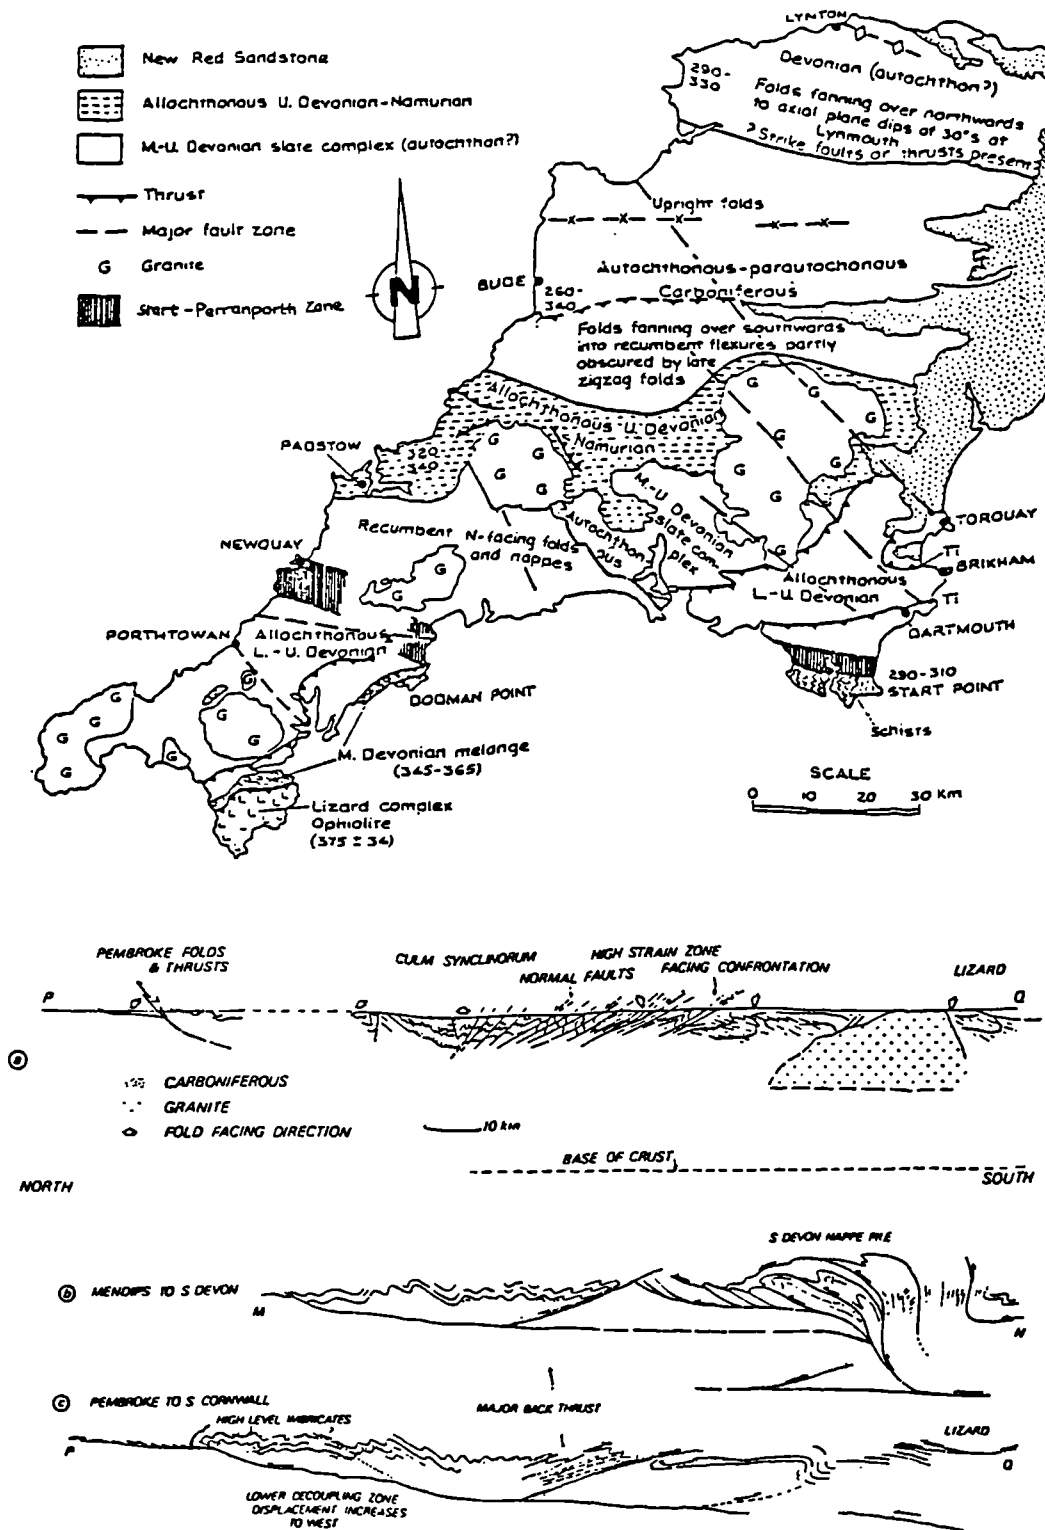 New Red Sandstone
Allochthonous U. Devonian-Namurian
M.-U. Devonian slate complex (autochthon?)
Thrust
Major fault zone
G Granite
Start-Perranporth Zone
N
LYNTON
Devonian (autochthon?)
290-
330
Folds fanning over northwards
to axial plane dips of 30°s at
Lynmouth
? Strike faults or thrusts present
Upright folds
BUDE
260-
340
Autochthonous-parautochonous
Carboniferous
Folds fanning over southwards
into recumbent flexures partly
obscured by late
zigzag folds
Allochthonous U. Devonian
Namurian
PADSTOW
320
340
G
G
G
G
G
G
G
G
G
G
G
M.-U. Devonian
slate com-
plex
Recumbent N-facing folds
and nappes
Autochthon
ous
NEWQUAY
G
G
TORQUAY
T1
BRIKHAM
Allochthonous
L.-U. Devonian
T1
DARTMOUTH
PORTHTOWAN
Allochthonous
L.-U. Devonian
290-310
START POINT
Schists
DODMAN POINT
G
G
G
G
G
G
G
G
M. Devonian melange
(345-365)
Lizard complex
Ophiolite
(375 ± 34)
SCALE
0 10 20 30 Km
PEMBROKE FOLDS
& THRUSTS
CULM SYNCLINORUM
HIGH STRAIN ZONE
NORMAL FAULTS
FACING CONFRONTATION
LIZARD
P
Q
a
CARBONIFEROUS
GRANITE
FOLD FACING DIRECTION
10 km
BASE OF CRUST
NORTH
SOUTH
S DEVON NAPPE PILE
b MENDIPS TO S DEVON
M
N
c PEMBROKE TO S CORNWALL
MAJOR BACK THRUST
HIGH LEVEL IMBRICATES
LIZARD
P
Q
LOWER DECOUPLING ZONE
DISPLACEMENT INCREASES
TO WEST